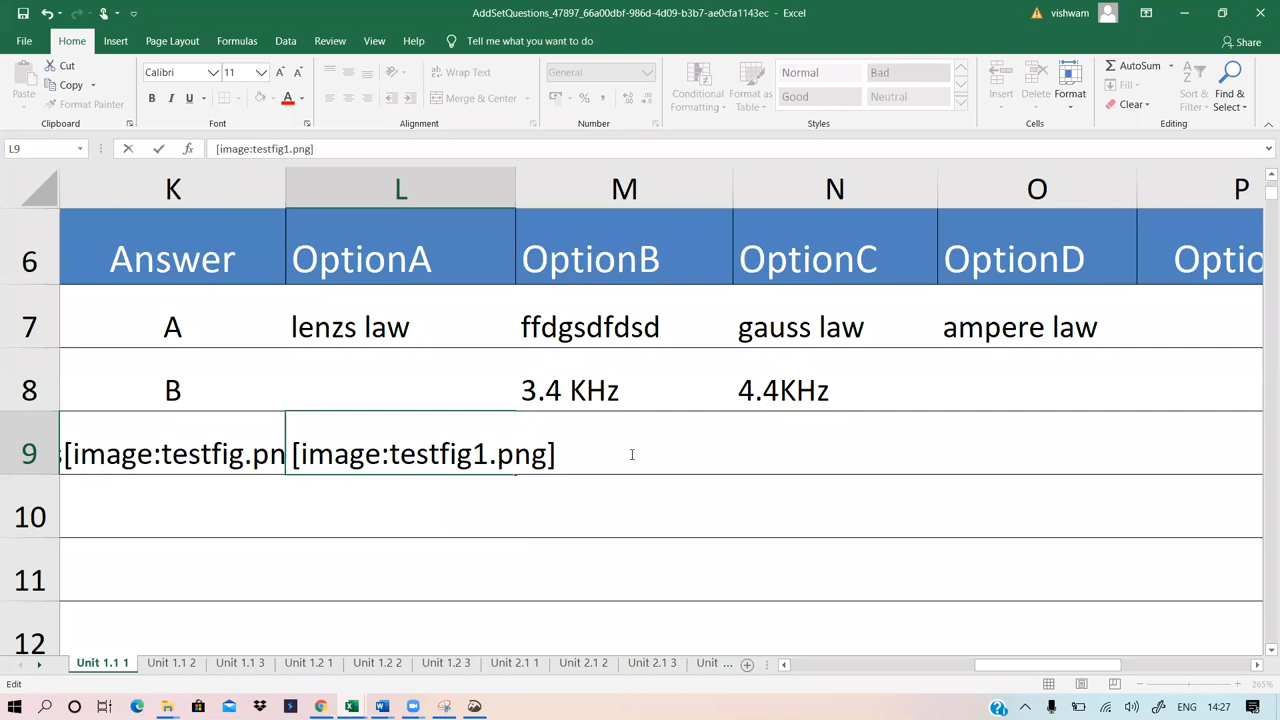 AddSetQuestions_47897_66a00dbf-986d-4d09-b3b7-ae0cfa1143ec - Excel
vishwam
File Home Insert Page Layout Formulas Data Review View Help Tell me what you want to do Share
Paste
Cut
Copy
Format Painter
Clipboard
Calibri 11
B I U A
Font
Wrap Text
Merge & Center
Alignment
General
% ,
Number
Conditional Formatting
Format as Table
Normal Bad
Good Neutral
Styles
Insert Delete Format
Cells
AutoSum
Fill
Clear
Sort & Filter
Find & Select
Editing
L9 fx [image:testfig1.png]
K L M N O P
6 Answer OptionA OptionB OptionC OptionD Optio
7 A lenzs law ffdgsdfdsd gauss law ampere law
8 B 3.4 KHz 4.4KHz
9 [image:testfig.pn [image:testfig1.png]
10
11
12
Unit 1.1 1 Unit 1.1 2 Unit 1.1 3 Unit 1.2 1 Unit 1.2 2 Unit 1.2 3 Unit 2.1 1 Unit 2.1 2 Unit 2.1 3 Unit ...
Edit 265%
ENG 14:27